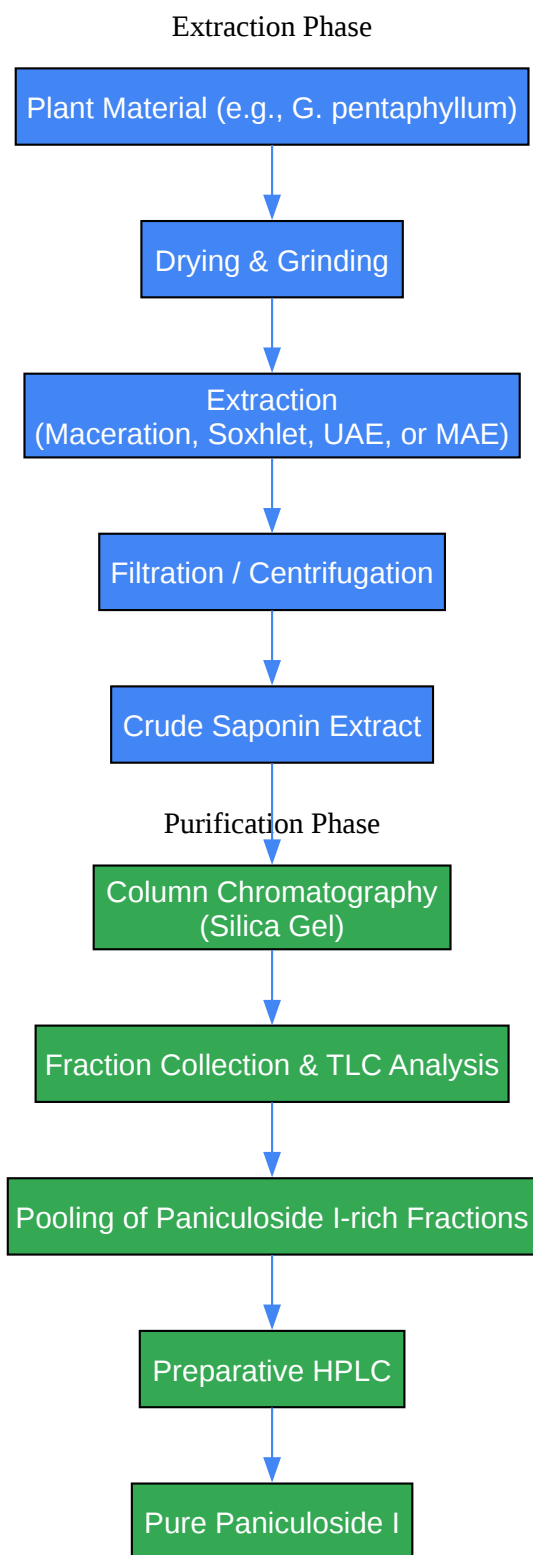 Extraction Phase
Plant Material (e.g., G. pentaphyllum)
Drying & Grinding
Extraction
(Maceration, Soxhlet, UAE, or MAE)
Filtration / Centrifugation
Crude Saponin Extract
Purification Phase
Column Chromatography
(Silica Gel)
Fraction Collection & TLC Analysis
Pooling of Paniculoside I-rich Fractions
Preparative HPLC
Pure Paniculoside I